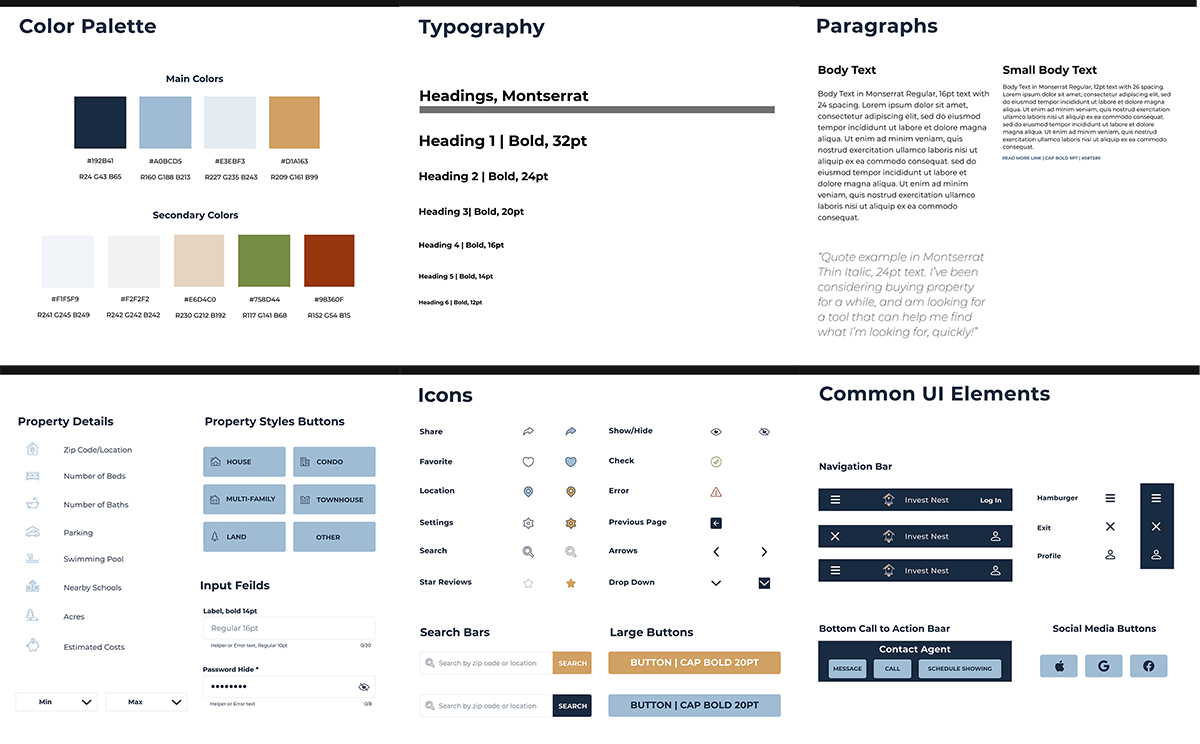 Color Palette
Main Colors
#192B41
#A0BCD5
#E3EBF3
#D1A163
R24 G43 B65
R160 G188 B213
R227 G235 B243
R209 G161 B99
Secondary Colors
#F1F5F9
#F2F2F2
#E6D4C0
#758D44
#98360F
R241 G245 B249
R242 G242 B242
R230 G212 B192
R117 G141 B68
R152 G54 B15
Typography
Headings, Montserrat
Heading 1 | Bold, 32pt
Heading 2 | Bold, 24pt
Heading 3| Bold, 20pt
Heading 4 | Bold, 16pt
Heading 5 | Bold, 14pt
Heading 6 | Bold, 12pt
Paragraphs
Body Text
Body Text in Monserrat Regular, 16pt text with
24 spacing. Lorem ipsum dolor sit amet,
consectetur adipiscing elit, sed do eiusmod
tempor incididunt ut labore et dolore magna
aliqua. Ut enim ad minim veniam, quis
nostrud exercitation ullamco laboris nisi ut
aliquip ex ea commodo consequat. sed do
eiusmod tempor incididunt ut labore et
dolore magna aliqua. Ut enim ad minim
veniam, quis nostrud exercitation ullamco
laboris nisi ut aliquip ex ea commodo
consequat.
"Quote example in Montserrat
Thin Italic, 24pt text. I've been
considering buying property
for a while, and am looking for
a tool that can help me find
what I'm looking for, quickly!"
Small Body Text
Body Text in Monserrat Regular, 12pt text with 26 spacing.
Lorem ipsum dolor sit amet, consectetur adipiscing elit, sed
do eiusmod tempor incididunt ut labore et dolore magna
aliqua. Ut enim ad minim veniam, quis nostrud exercitation
ullamco laboris nisi ut aliquip ex ea commodo consequat.
sed do eiusmod tempor incididunt ut labore et dolore
magna aliqua. Ut enim ad minim veniam, quis nostrud
exercitation ullamco laboris nisi ut aliquip ex ea commodo
consequat.
READ MORE LINK | CAP BOLD 9PT | #587289
Property Details
Zip Code/Location
Number of Beds
Number of Baths
Parking
Swimming Pool
Nearby Schools
Acres
Estimated Costs
Min
Max
Property Styles Buttons
HOUSE
CONDO
MULTI-FAMILY
TOWNHOUSE
LAND
OTHER
Input Feilds
Label, bold 14pt
Regular 16pt
Helper or Error text, Regular 10pt
0/20
Password Hide *
Helper or Error text
0/8
Icons
Share
Favorite
Location
Settings
Search
Star Reviews
Show/Hide
Check
Error
Previous Page
Arrows
Drop Down
Search Bars
Search by zip code or location
SEARCH
Search by zip code or location
SEARCH
Large Buttons
BUTTON | CAP BOLD 20PT
BUTTON | CAP BOLD 20PT
Common UI Elements
Navigation Bar
Invest Nest
Log In
Invest Nest
Invest Nest
Hamburger
Exit
Profile
Bottom Call to Action Baar
Contact Agent
MESSAGE
CALL
SCHEDULE SHOWING
Social Media Buttons
G